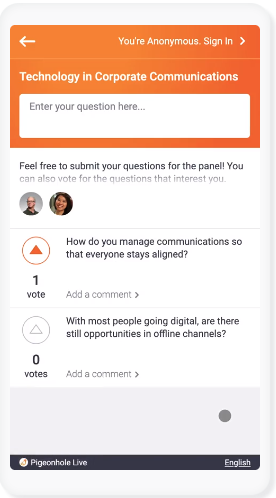 You're Anonymous. Sign In
Technology in Corporate Communications
Enter your question here...
Feel free to submit your questions for the panel! You
can also vote for the questions that interest you.
How do you manage communications so
that everyone stays aligned?
1
vote
Add a comment
With most people going digital, are there
still opportunities in offline channels?
0
votes
Add a comment
Pigeonhole Live
English